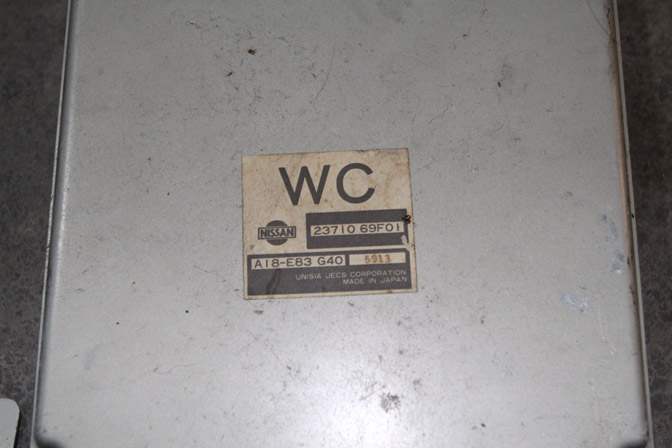 WC
NISSAN 23710 69F01
A18-E83 G40 5913
UNISIA JECS CORPORATION
MADE IN JAPAN